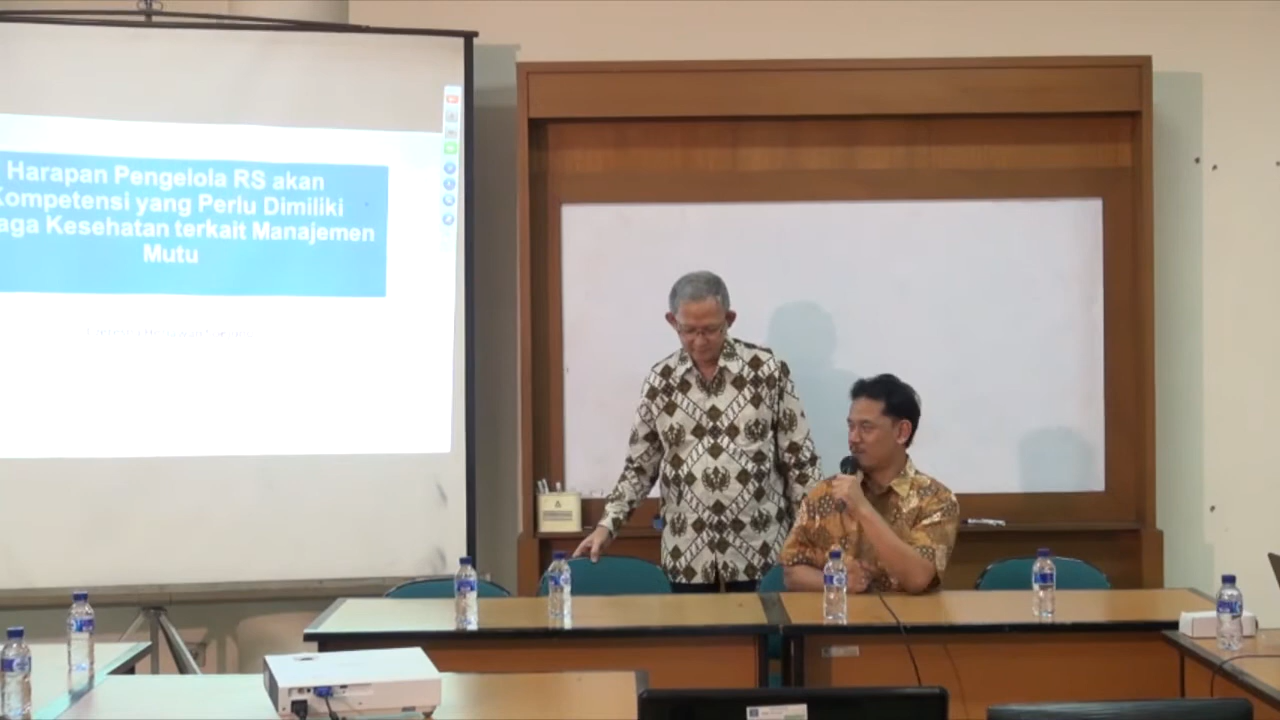 Harapan Pengelola RS akan
Kompetensi yang Perlu Dimiliki
aga Kesehatan terkait Manajemen
Mutu